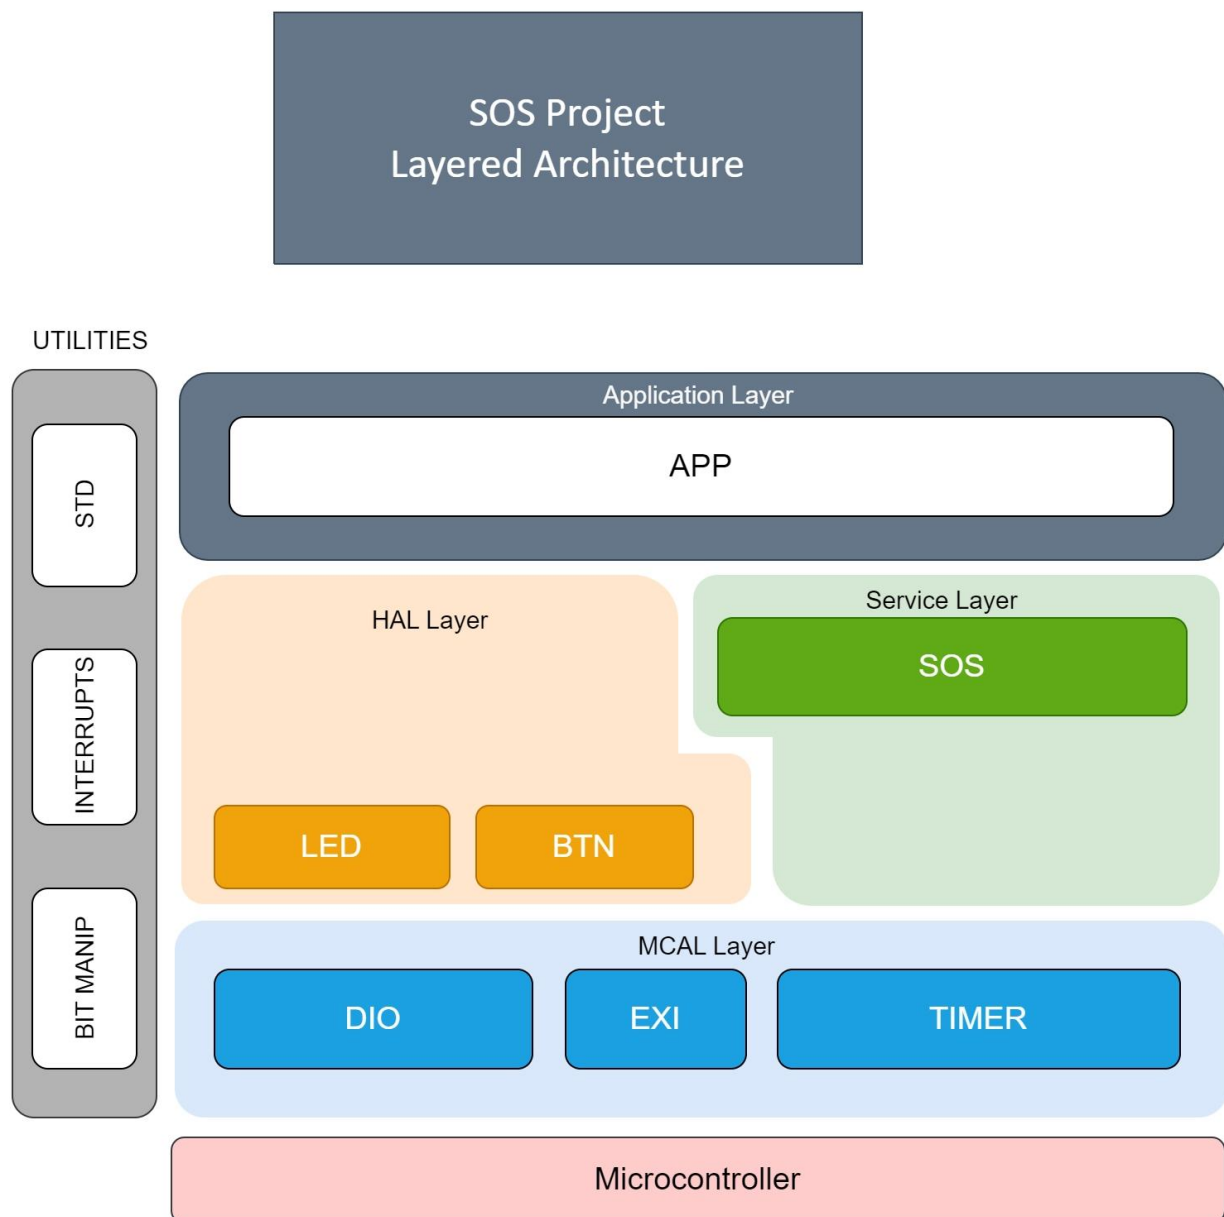 SOS Project
Layered Architecture
UTILITIES
STD
INTERRUPTS
BIT MANIP
Application Layer
APP
HAL Layer
LED
BTN
Service Layer
SOS
MCAL Layer
DIO
EXI
TIMER
Microcontroller